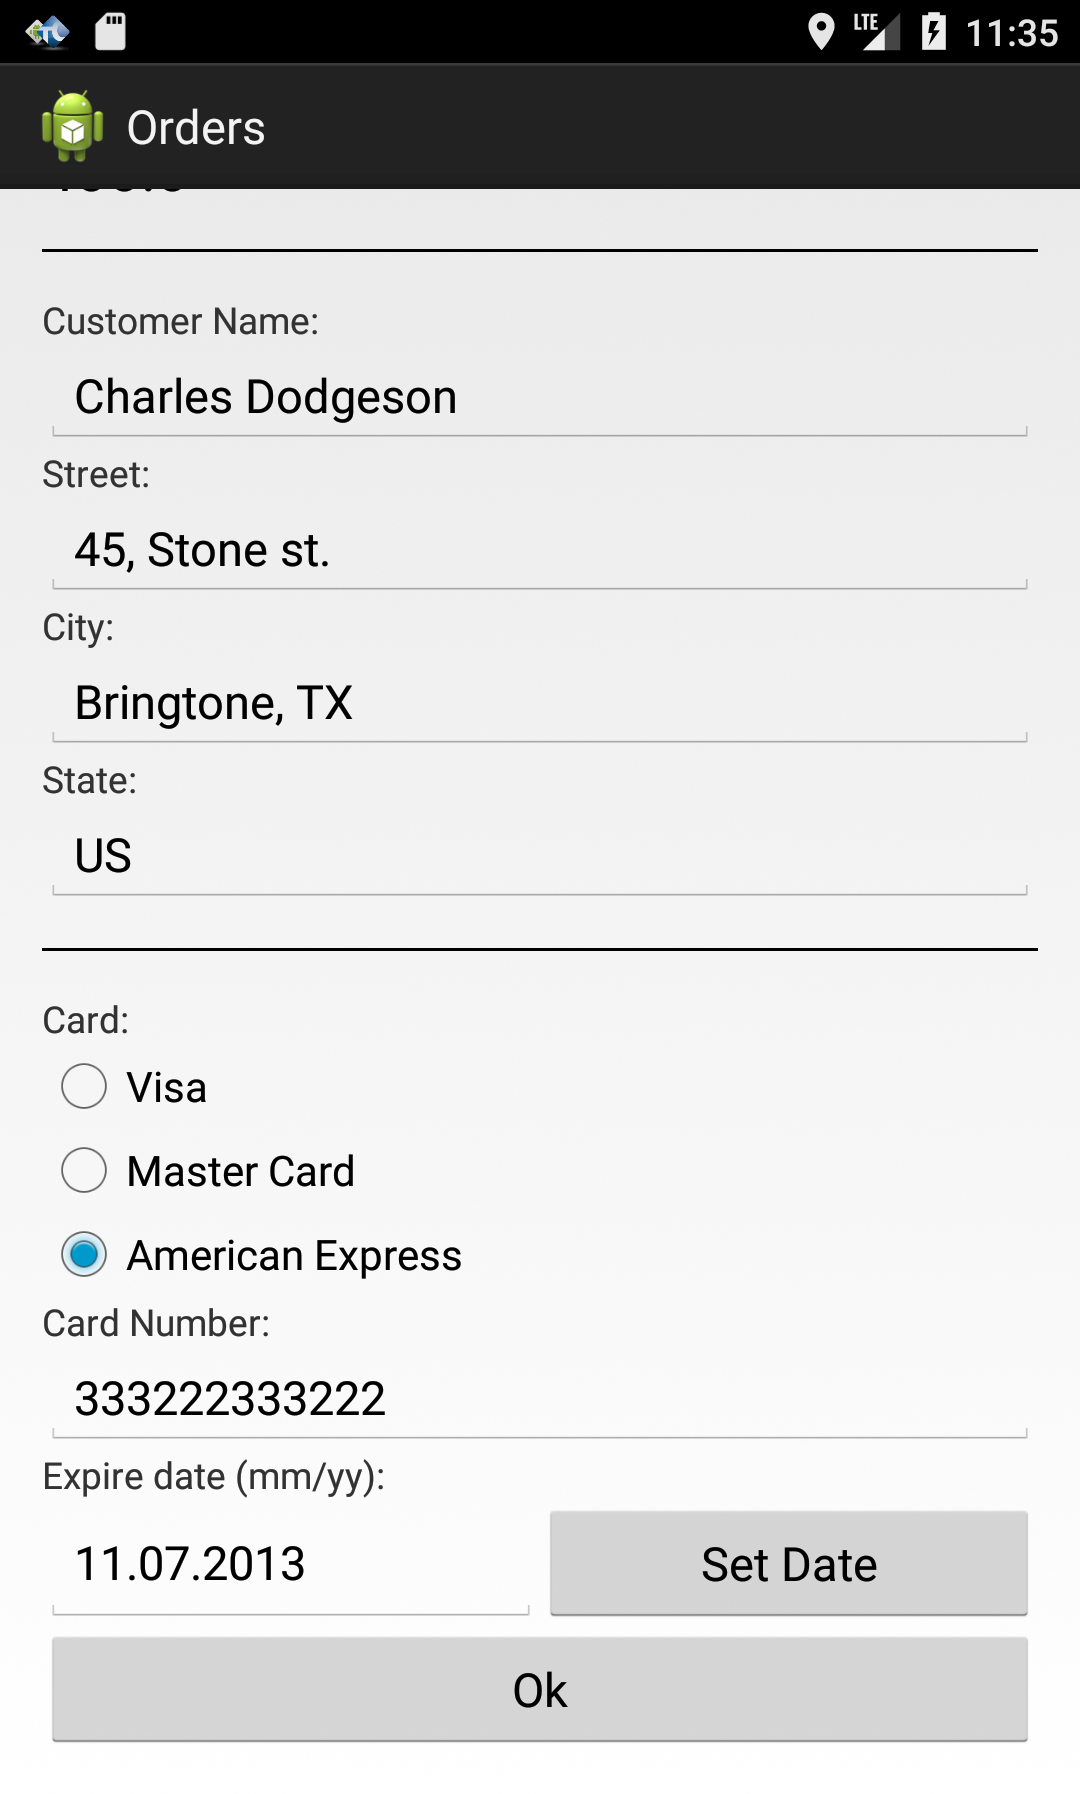 LTE 11:35
Orders
Customer Name:
Charles Dodgeson
Street:
45, Stone st.
City:
Bringtone, TX
State:
US
Card:
Visa
Master Card
American Express
Card Number:
333222333222
Expire date (mm/yy):
11.07.2013 Set Date
Ok